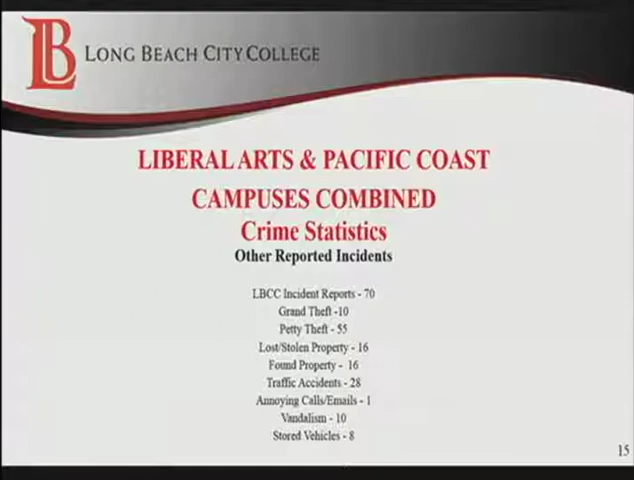 LB LONG BEACH CITY COLLEGE
LIBERAL ARTS & PACIFIC COAST
CAMPUSES COMBINED
Crime Statistics
Other Reported Incidents
LBCC Incident Reports - 70
Grand Theft -10
Petty Theft - 55
Lost/Stolen Property - 16
Found Property - 16
Traffic Accidents - 28
Annoying Calls/Emails - 1
Vandalism - 10
Stored Vehicles - 8
15